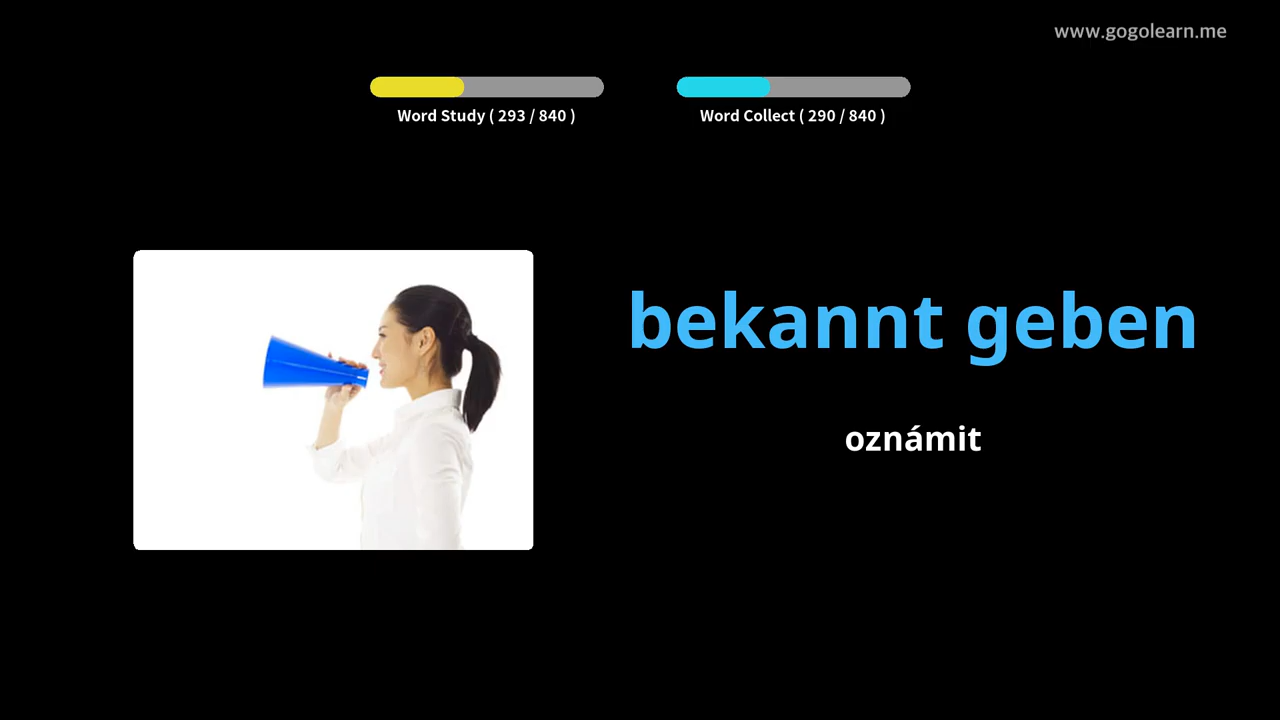 www.gogolearn.me
Word Study ( 293 / 840 )
Word Collect ( 290 / 840 )
bekannt geben
oznámit